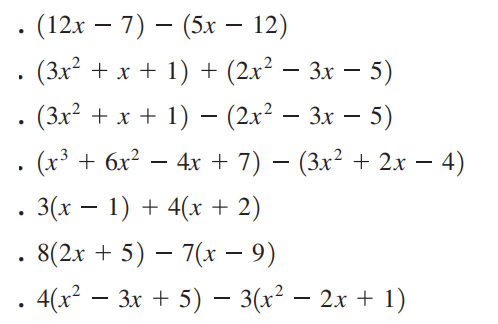 . (12x − 7) − (5x − 12)
. (3x² + x + 1) + (2x² − 3x − 5)
. (3x² + x + 1) − (2x² − 3x − 5)
. (x³ + 6x² − 4x + 7) − (3x² + 2x − 4)
. 3(x − 1) + 4(x + 2)
. 8(2x + 5) − 7(x − 9)
. 4(x² − 3x + 5) − 3(x² − 2x + 1)